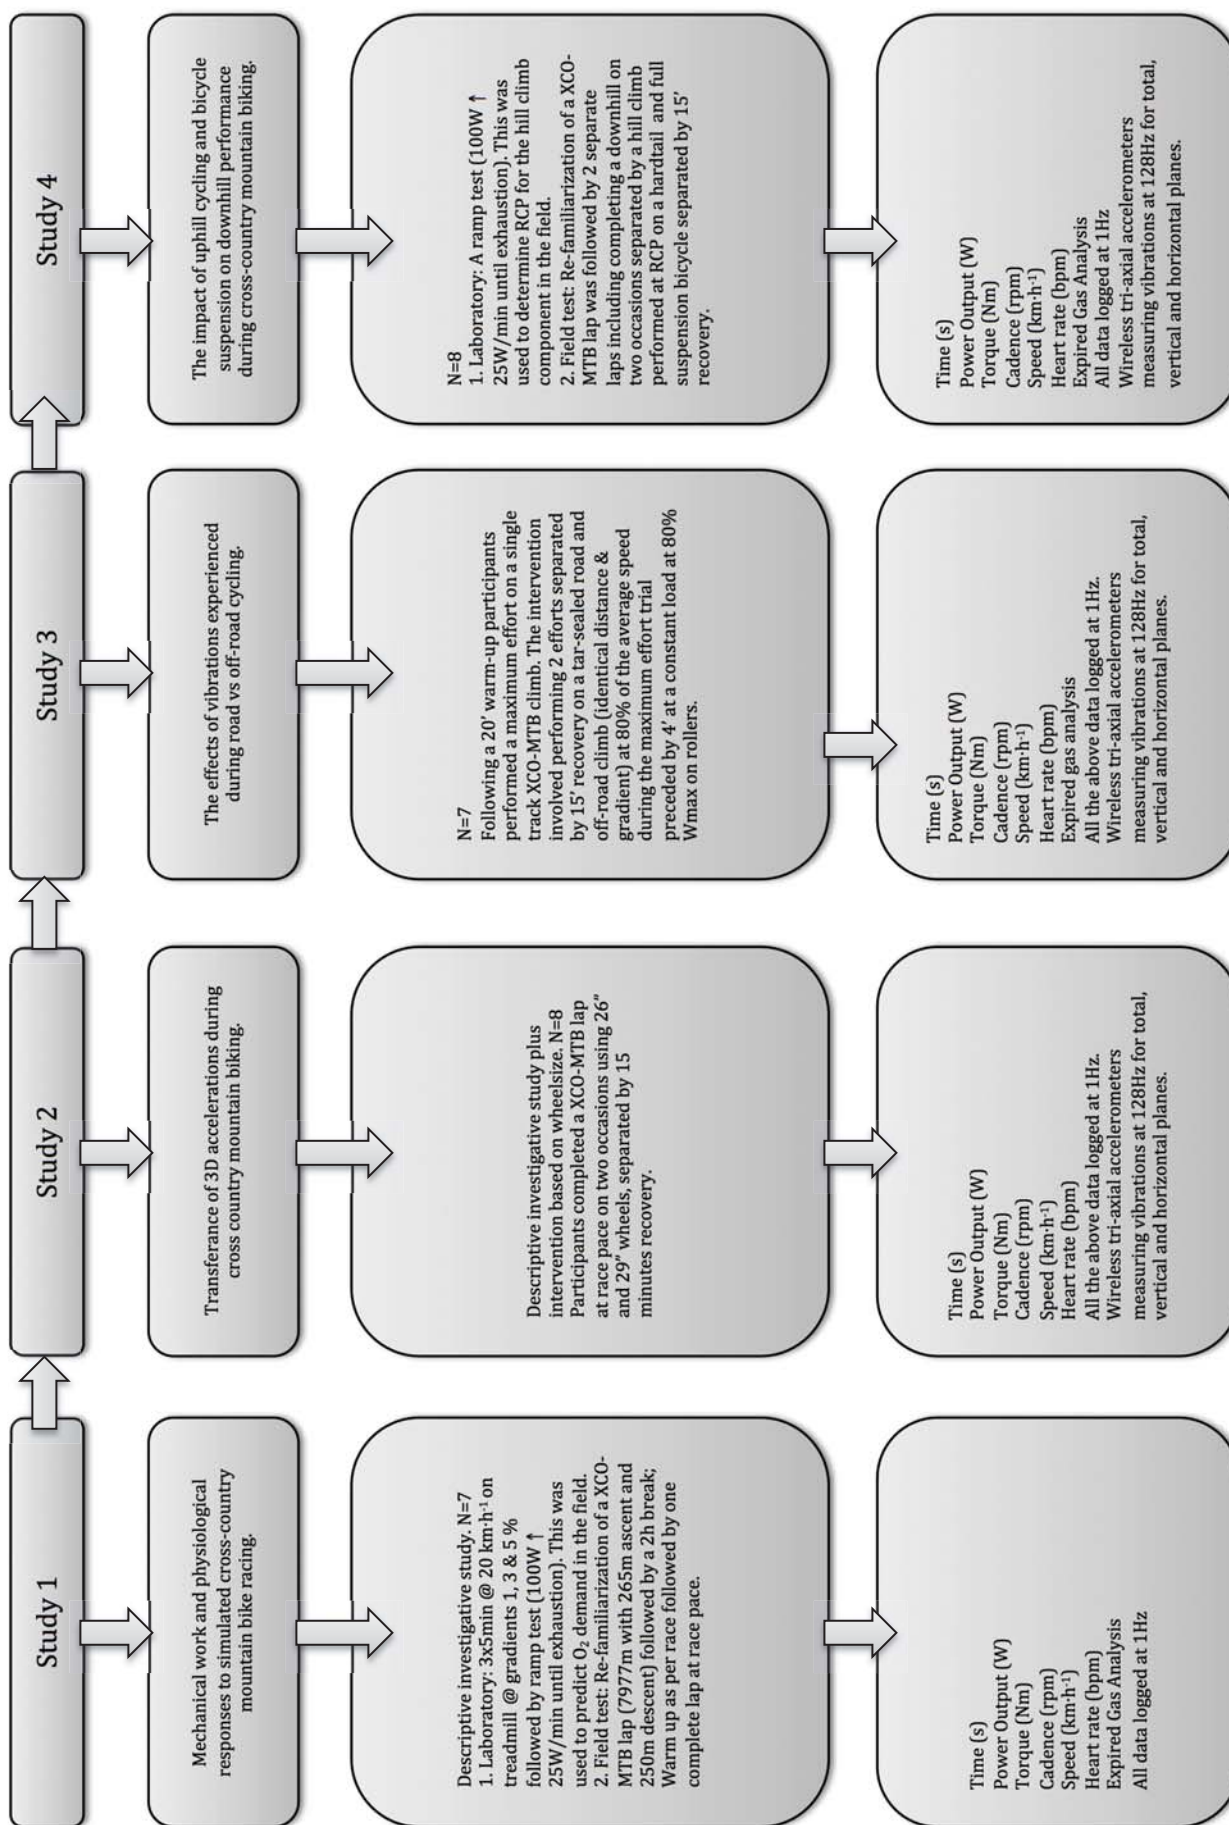 Study 1
Mechanical work and physiological
responses to simulated cross-country
mountain bike racing.
Descriptive investigative study. N=7
1. Laboratory: 3x5min @ 20 km·h-1 on
treadmill @ gradients 1, 3 & 5 %
followed by ramp test (100W ↑
25W/min until exhaustion). This was
used to predict O2 demand in the field.
2. Field test: Re-familiarization of a XCO-
MTB lap (7977m with 265m ascent and
250m descent) followed by a 2h break;
Warm up as per race followed by one
complete lap at race pace.
Time (s)
Power Output (W)
Torque (Nm)
Cadence (rpm)
Speed (km·h-1)
Heart rate (bpm)
Expired Gas Analysis
All data logged at 1Hz
Study 2
Transferance of 3D accelerations during
cross country mountain biking.
Descriptive investigative study plus
intervention based on wheelsize. N=8
Participants completed a XCO-MTB lap
at race pace on two occasions using 26"
and 29" wheels, separated by 15
minutes recovery.
Time (s)
Power Output (W)
Torque (Nm)
Cadence (rpm)
Speed (km·h-1)
Heart rate (bpm)
All the above data logged at 1Hz.
Wireless tri-axial accelerometers
measuring vibrations at 128Hz for total,
vertical and horizontal planes.
Study 3
The effects of vibrations experienced
during road vs off-road cycling.
N=7
Following a 20' warm-up participants
performed a maximum effort on a single
track XCO-MTB climb. The intervention
involved performing 2 efforts separated
by 15' recovery on a tar-sealed road and
off-road climb (identical distance &
gradient) at 80% of the average speed
during the maximum effort trial
preceded by 4' at a constant load at 80%
Wmax on rollers.
Time (s)
Power Output (W)
Torque (Nm)
Cadence (rpm)
Speed (km·h-1)
Heart rate (bpm)
Expired gas analysis
All the above data logged at 1Hz.
Wireless tri-axial accelerometers
measuring vibrations at 128Hz for total,
vertical and horizontal planes.
Study 4
The impact of uphill cycling and bicycle
suspension on downhill performance
during cross-country mountain biking.
N=8
1. Laboratory: A ramp test (100W ↑
25W/min until exhaustion). This was
used to determine RCP for the hill climb
component in the field.
2. Field test: Re-familiarization of a XCO-
MTB lap was followed by 2 separate
laps including completing a downhill on
two occasions separated by a hill climb
performed at RCP on a hardtail and full
suspension bicycle separated by 15'
recovery.
Time (s)
Power Output (W)
Torque (Nm)
Cadence (rpm)
Speed (km·h-1)
Heart rate (bpm)
Expired Gas Analysis
All data logged at 1Hz
Wireless tri-axial accelerometers
measuring vibrations at 128Hz for total,
vertical and horizontal planes.